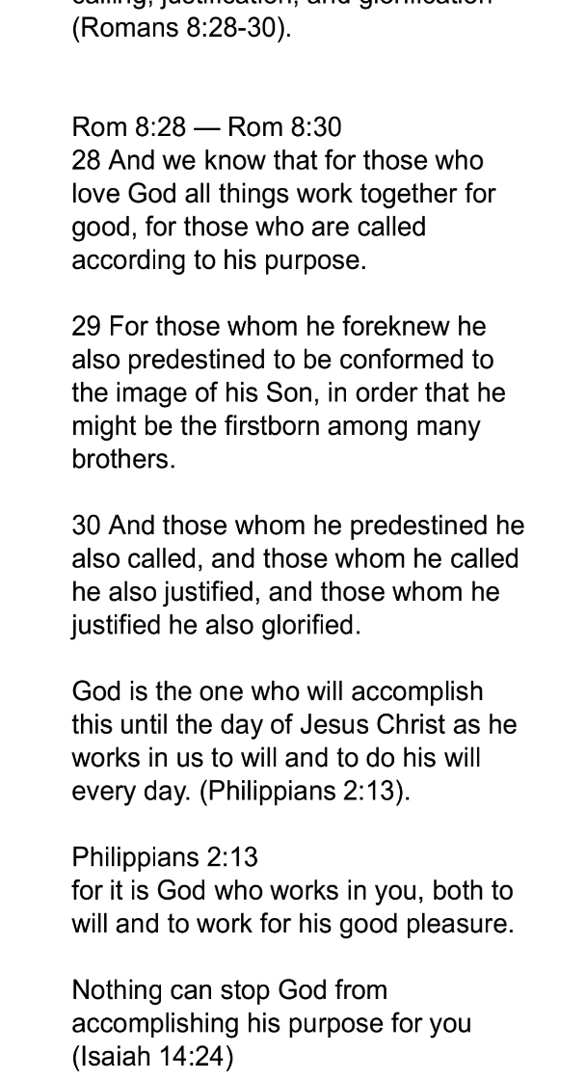 calling, justification, and glorification
(Romans 8:28-30).
Rom 8:28 — Rom 8:30
28 And we know that for those who
love God all things work together for
good, for those who are called
according to his purpose.
29 For those whom he foreknew he
also predestined to be conformed to
the image of his Son, in order that he
might be the firstborn among many
brothers.
30 And those whom he predestined he
also called, and those whom he called
he also justified, and those whom he
justified he also glorified.
God is the one who will accomplish
this until the day of Jesus Christ as he
works in us to will and to do his will
every day. (Philippians 2:13).
Philippians 2:13
for it is God who works in you, both to
will and to work for his good pleasure.
Nothing can stop God from
accomplishing his purpose for you
(Isaiah 14:24)